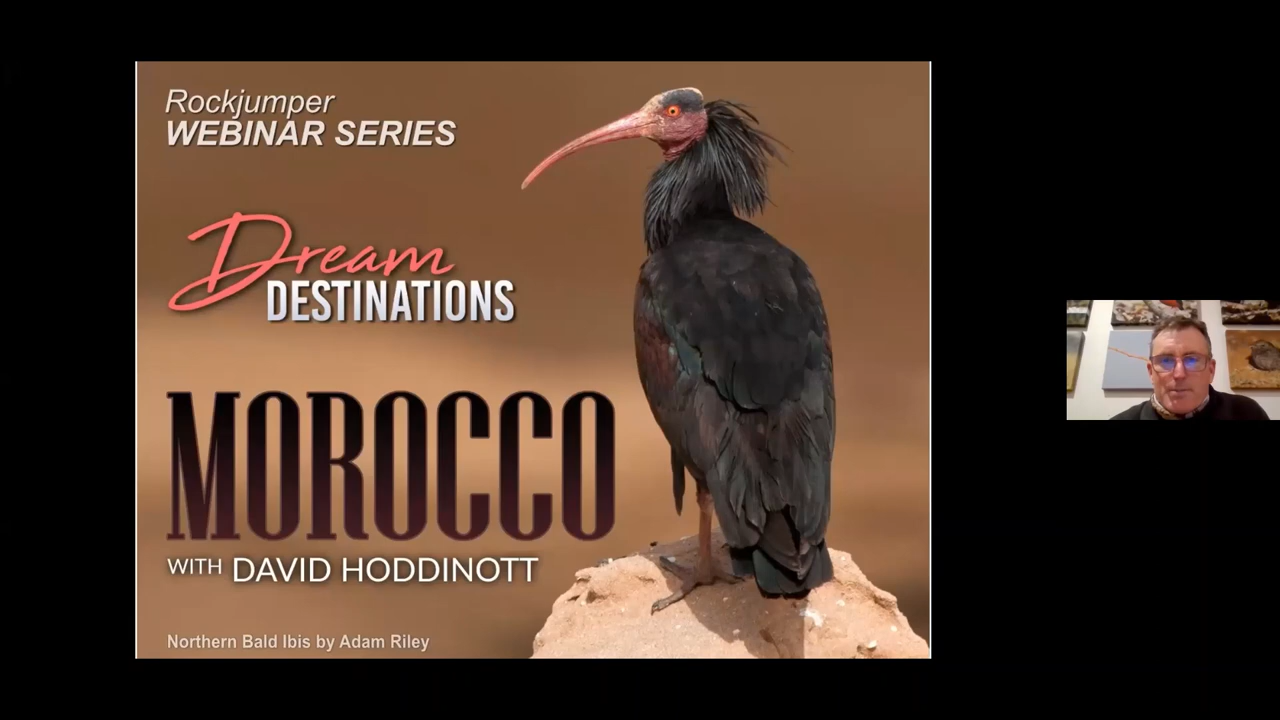 Rockjumper
WEBINAR SERIES
Dream
DESTINATIONS
MOROCCO
WITH DAVID HODDINOTT
Northern Bald Ibis by Adam Riley